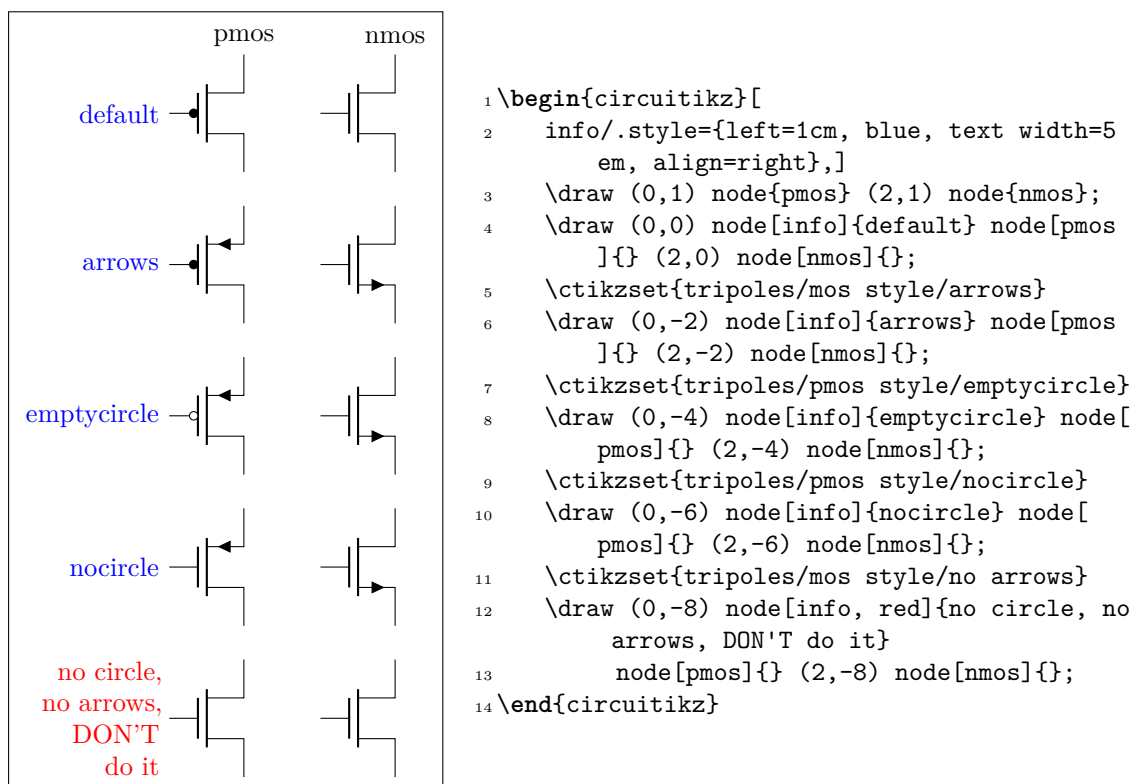 pmos nmos
default
arrows
emptycircle
nocircle
no circle,
no arrows,
DON'T
do it
1 \begin{circuitikz}[
2 info/.style={left=1cm, blue, text width=5
em, align=right},]
3 \draw (0,1) node{pmos} (2,1) node{nmos};
4 \draw (0,0) node[info]{default} node[pmos
]{} (2,0) node[nmos]{};
5 \ctikzset{tripoles/mos style/arrows}
6 \draw (0,-2) node[info]{arrows} node[pmos
]{} (2,-2) node[nmos]{};
7 \ctikzset{tripoles/pmos style/emptycircle}
8 \draw (0,-4) node[info]{emptycircle} node[
pmos]{} (2,-4) node[nmos]{};
9 \ctikzset{tripoles/pmos style/nocircle}
10 \draw (0,-6) node[info]{nocircle} node[
pmos]{} (2,-6) node[nmos]{};
11 \ctikzset{tripoles/mos style/no arrows}
12 \draw (0,-8) node[info, red]{no circle, no
arrows, DON'T do it}
13 node[pmos]{} (2,-8) node[nmos]{};
14 \end{circuitikz}